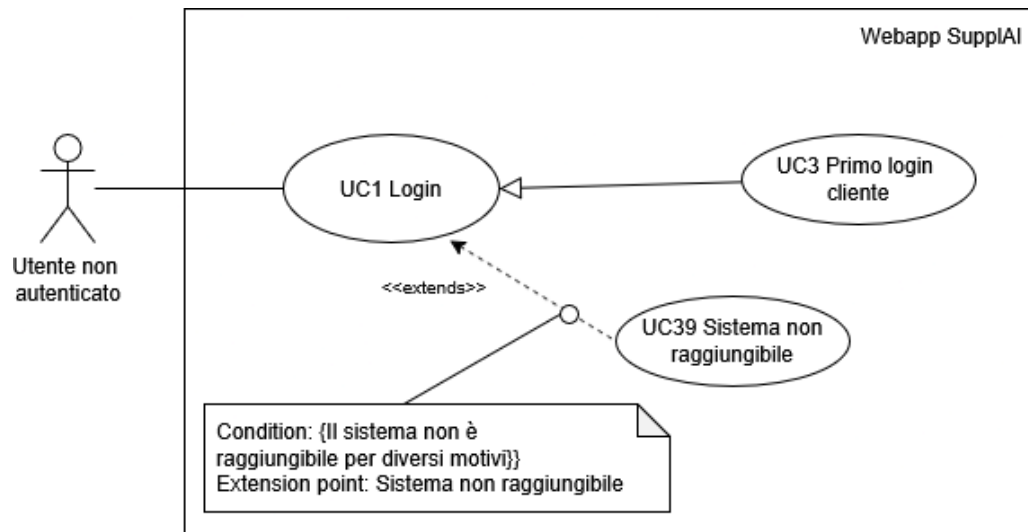 Webapp SupplAI
UC1 Login
UC3 Primo login
cliente
Utente non
autenticato
<<extends>>
UC39 Sistema non
raggiungibile
Condition: {Il sistema non è
raggiungibile per diversi motivi}}
Extension point: Sistema non raggiungibile